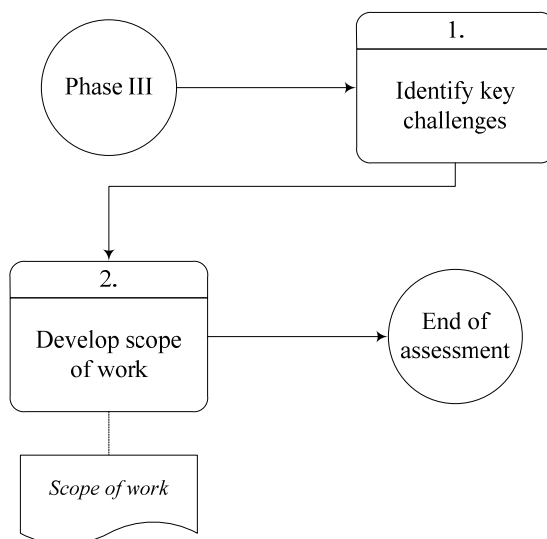 Phase III
1.
Identify key
challenges
2.
Develop scope
of work
End of
assessment
Scope of work